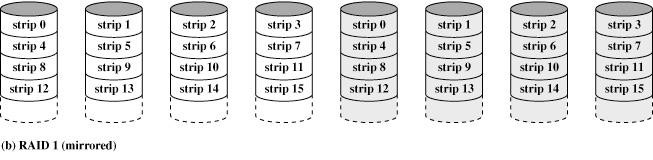 strip 0 strip 1 strip 2 strip 3 strip 0 strip 1 strip 2 strip 3
strip 4 strip 5 strip 6 strip 7 strip 4 strip 5 strip 6 strip 7
strip 8 strip 9 strip 10 strip 11 strip 8 strip 9 strip 10 strip 11
strip 12 strip 13 strip 14 strip 15 strip 12 strip 13 strip 14 strip 15
(b) RAID 1 (mirrored)